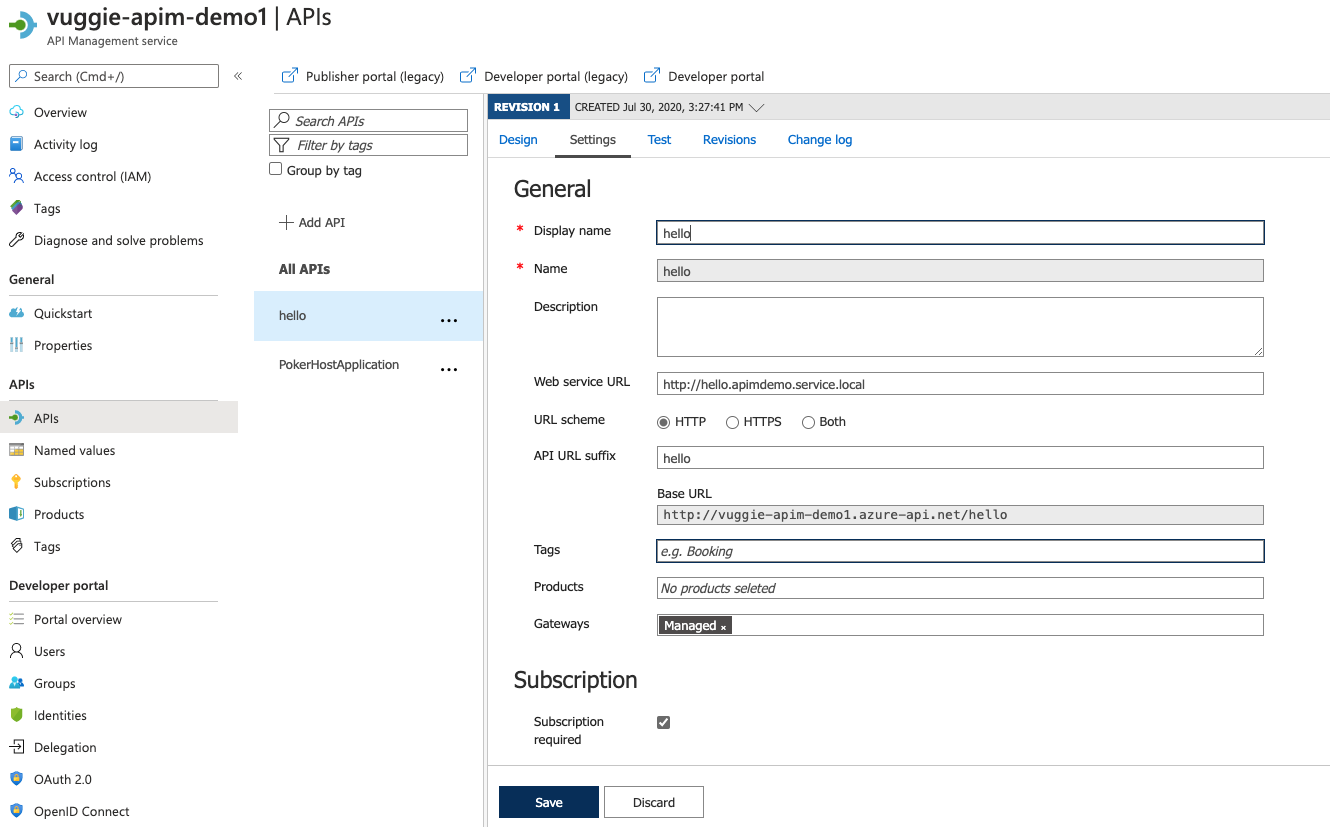 vuggie-apim-demo1 | APIs
API Management service
Search (Cmd+/)
«
Overview
Activity log
Access control (IAM)
Tags
Diagnose and solve problems
General
Quickstart
Properties
APIs
APIs
Named values
Subscriptions
Products
Tags
Developer portal
Portal overview
Users
Groups
Identities
Delegation
OAuth 2.0
OpenID Connect
Publisher portal (legacy)
Developer portal (legacy)
Developer portal
Search APIs
Filter by tags
Group by tag
Add API
All APIs
hello ...
PokerHostApplication ...
REVISION 1 CREATED Jul 30, 2020, 3:27:41 PM
Design Settings Test Revisions Change log
General
* Display name hello
* Name hello
Description
Web service URL http://hello.apimdemo.service.local
URL scheme HTTP HTTPS Both
API URL suffix hello
Base URL
http://vuggie-apim-demo1.azure-api.net/hello
Tags e.g. Booking
Products No products seleted
Gateways Managed ×
Subscription
Subscription
required
Save Discard